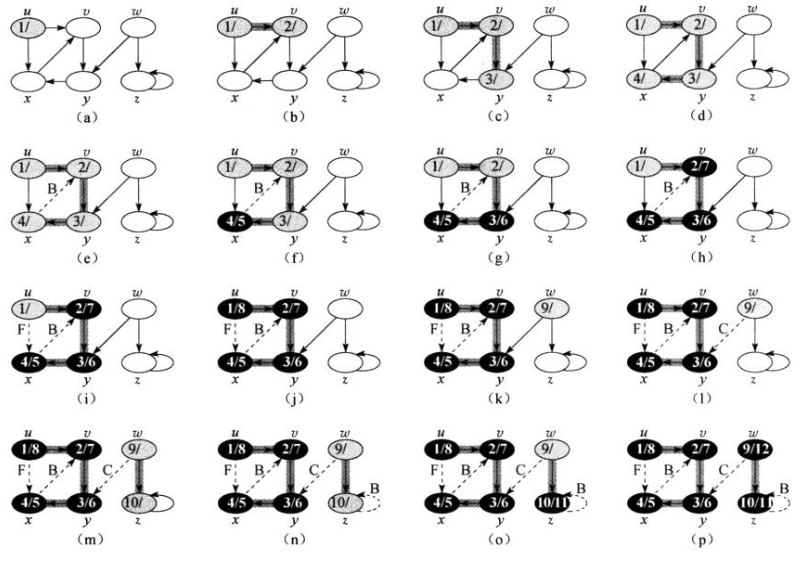 u v w
1/
x y z
(a)
u v w
1/ 2/
x y z
(b)
u v w
1/ 2/
3/
x y z
(c)
u v w
1/ 2/
4/ 3/
x y z
(d)
u v w
1/ 2/
B
4/ 3/
x y z
(e)
u v w
1/ 2/
B
4/5 3/
x y z
(f)
u v w
1/ 2/
B
4/5 3/6
x y z
(g)
u v w
1/ 2/7
B
4/5 3/6
x y z
(h)
u v w
1/ 2/7
F B
4/5 3/6
x y z
(i)
u v w
1/8 2/7
F B
4/5 3/6
x y z
(j)
u v w
1/8 2/7 9/
F B
4/5 3/6
x y z
(k)
u v w
1/8 2/7 9/
F B C
4/5 3/6
x y z
(l)
u v w
1/8 2/7 9/
F B C
4/5 3/6 10/
x y z
(m)
u v w
1/8 2/7 9/
F B C B
4/5 3/6 10/
x y z
(n)
u v w
1/8 2/7 9/
F B C B
4/5 3/6 10/11
x y z
(o)
u v w
1/8 2/7 9/12
F B C B
4/5 3/6 10/11
x y z
(p)